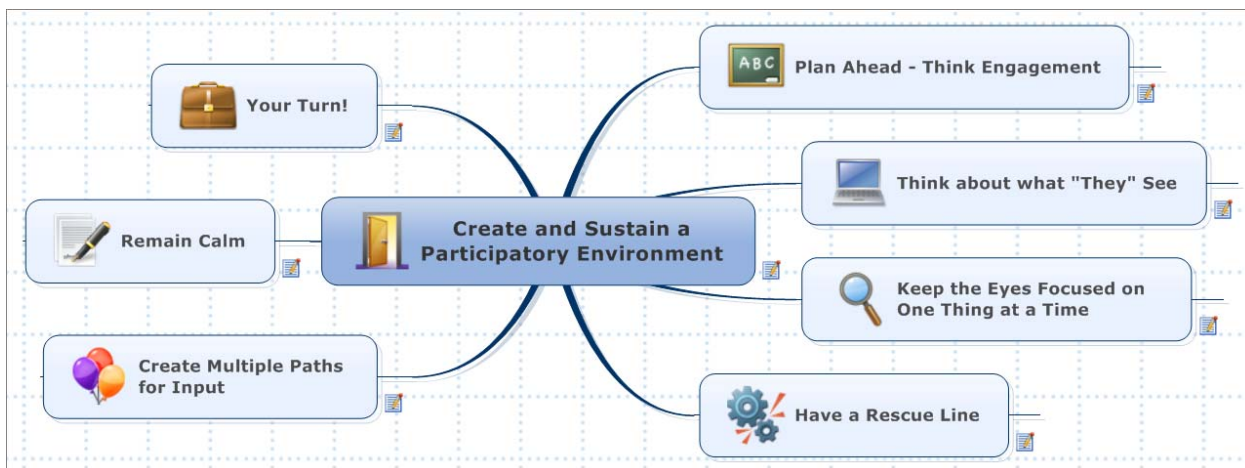 Your Turn!
Remain Calm
Create Multiple Paths
for Input
Create and Sustain a
Participatory Environment
ABC
Plan Ahead - Think Engagement
Think about what "They" See
Keep the Eyes Focused on
One Thing at a Time
Have a Rescue Line